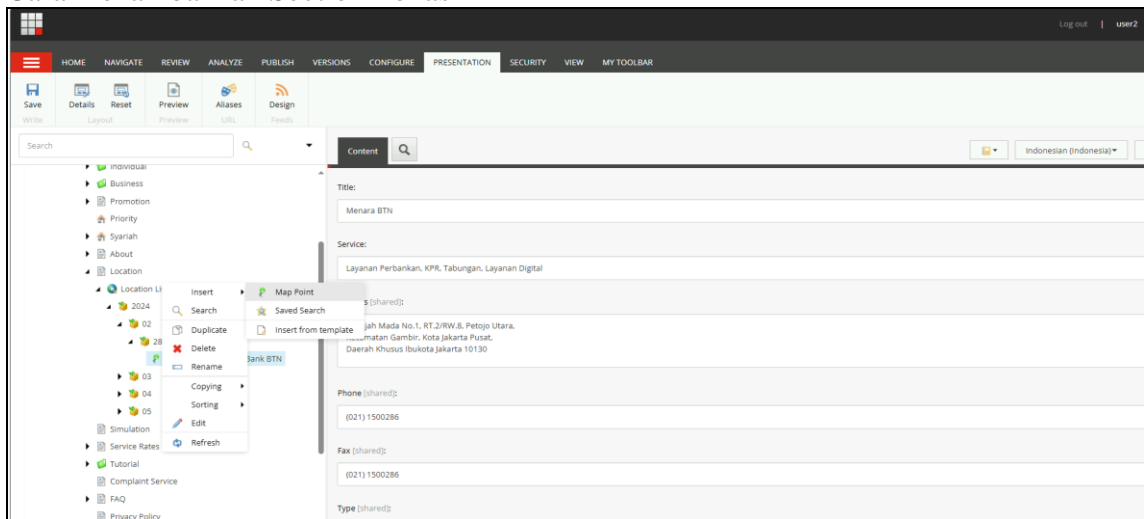 Log out | user2
HOME NAVIGATE REVIEW ANALYZE PUBLISH VERSIONS CONFIGURE PRESENTATION SECURITY VIEW MY TOOLBAR
Save Details Reset Preview Aliases Design
Write Layout Preview URL Feeds
Search
Content
Indonesian (Indonesia)
Individual
Business
Promotion
Priority
Syariah
About
Location
Location Li
2024
02
28
Bank BTN
03
04
05
Simulation
Service Rates
Tutorial
Complaint Service
FAQ
Privacy Policy
Insert
Search
Duplicate
Delete
Rename
Copying
Sorting
Edit
Refresh
Map Point
Saved Search
Insert from template
Title:
Menara BTN
Service:
Layanan Perbankan, KPR, Tabungan, Layanan Digital
[shared]:
jah Mada No.1, RT.2/RW.8, Petojo Utara,
Kecamatan Gambir, Kota Jakarta Pusat,
Daerah Khusus Ibukota Jakarta 10130
Phone [shared]:
(021) 1500286
Fax [shared]:
(021) 1500286
Type [shared]: